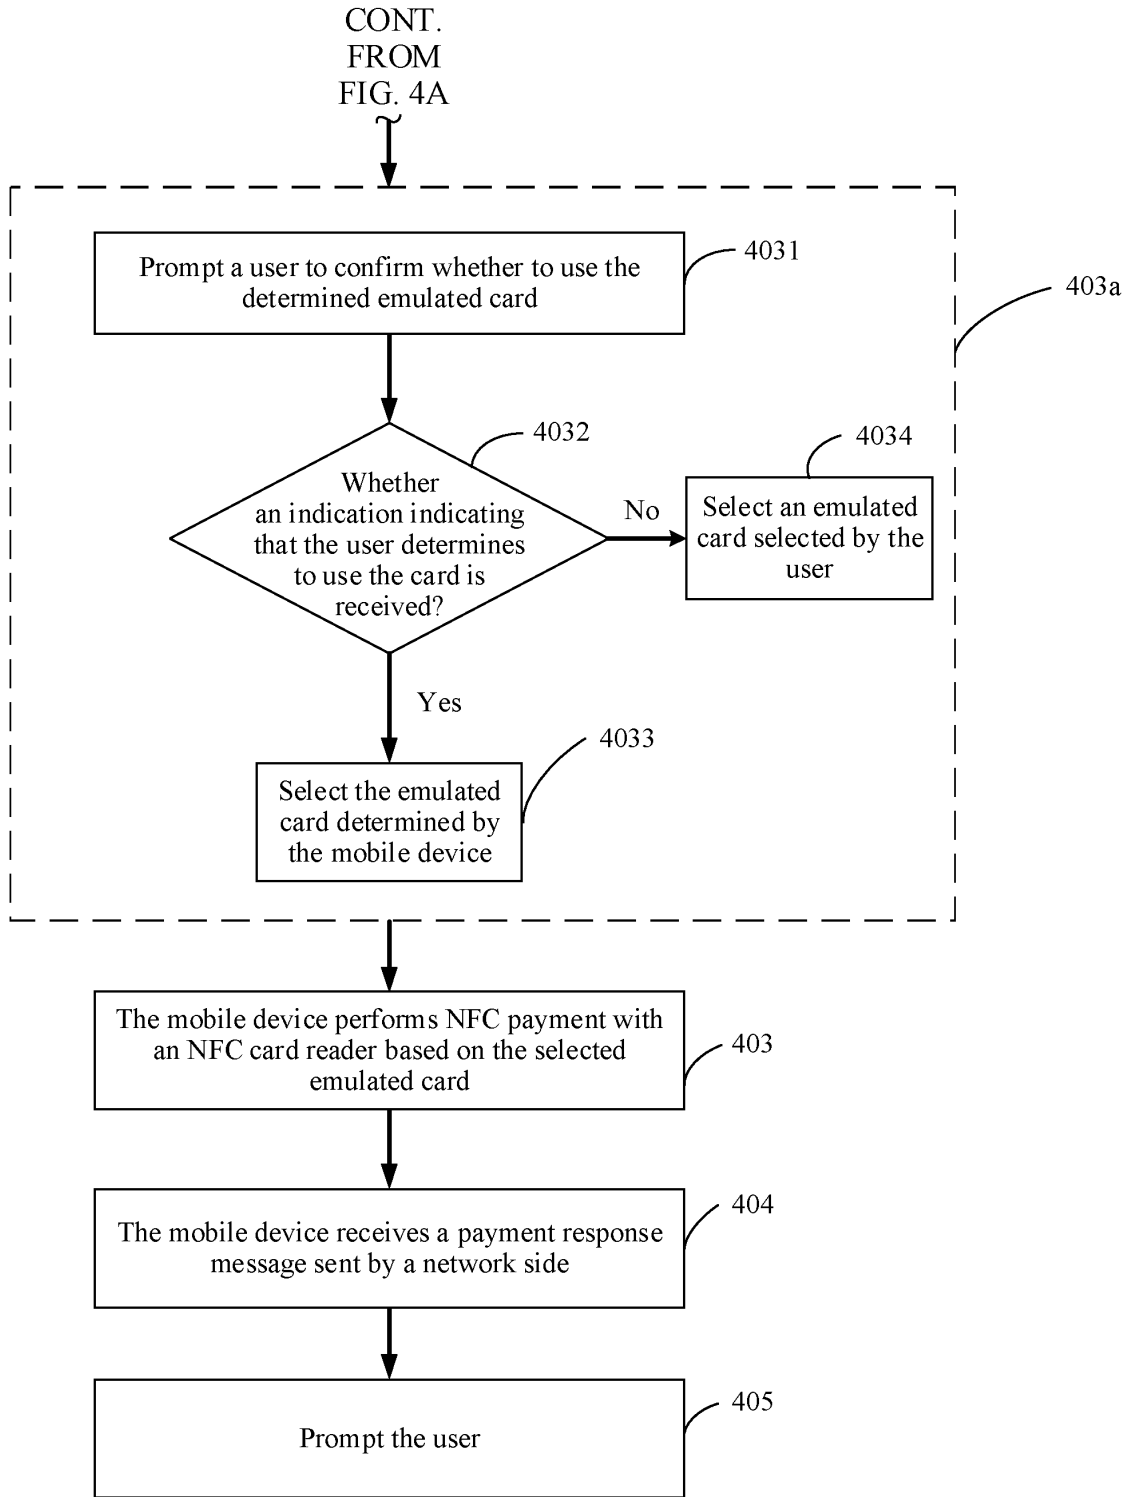 CONT.
FROM
FIG. 4A
Prompt a user to confirm whether to use the
determined emulated card
4031
403a
Whether
an indication indicating
that the user determines
to use the card is
received?
4032
No
4034
Select an emulated
card selected by the
user
Yes
4033
Select the emulated
card determined by
the mobile device
The mobile device performs NFC payment with
an NFC card reader based on the selected
emulated card
403
The mobile device receives a payment response
message sent by a network side
404
Prompt the user
405